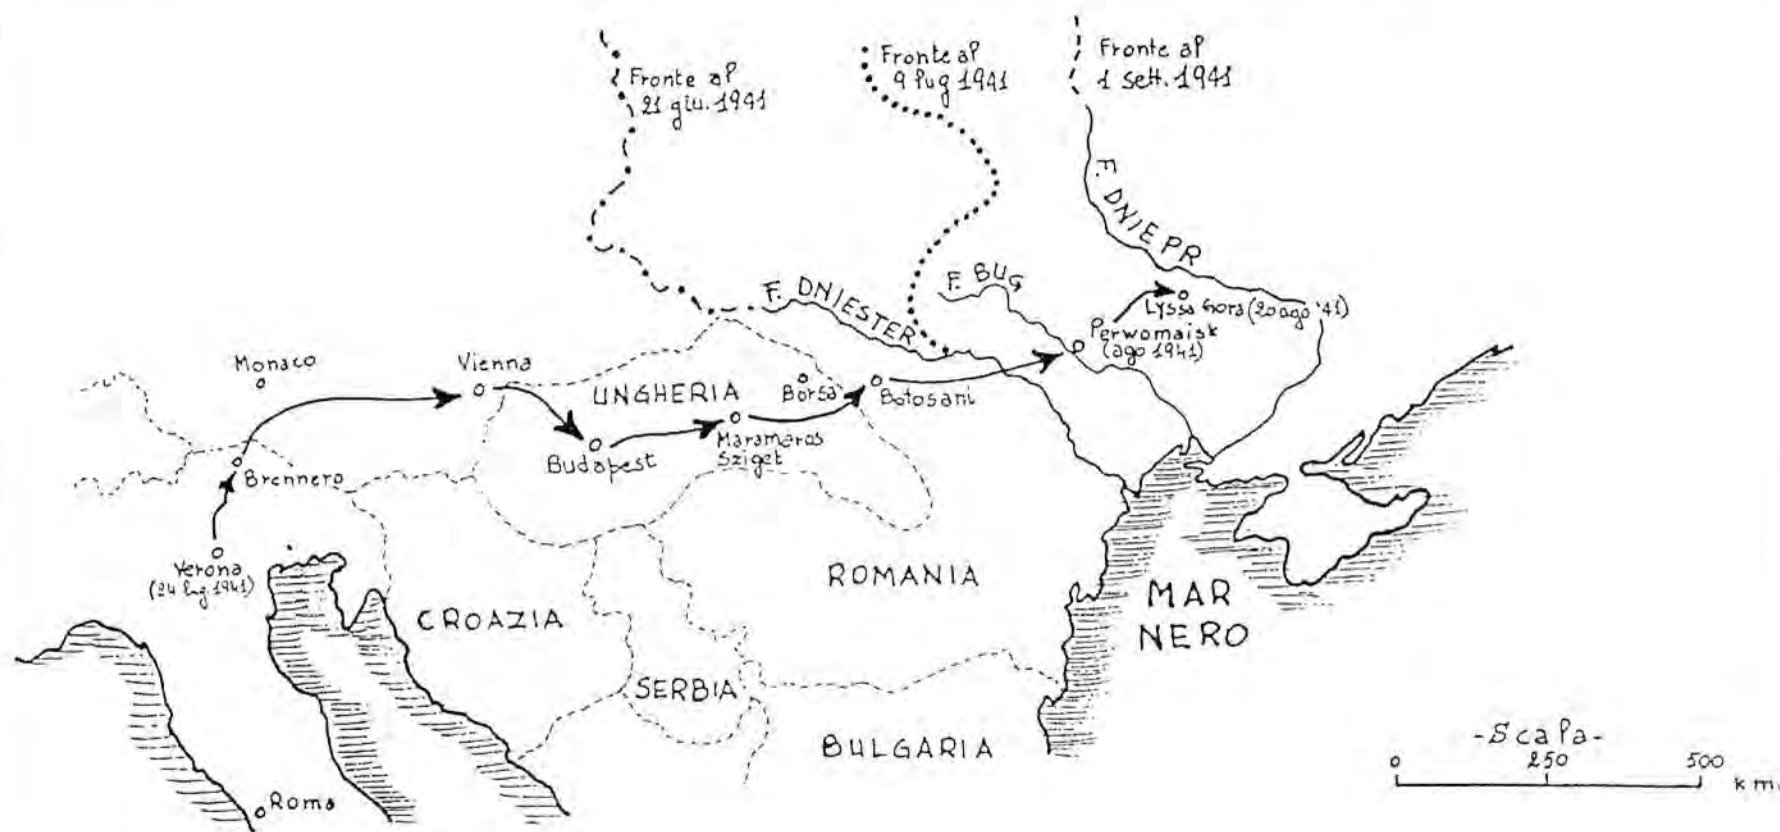 Fronte al
21 giu. 1941
Fronte al
9 lug 1941
Fronte al
1 sett. 1941
F. DNIEPR
F. BUG
F. DNIESTER
Lyssa Gora (20 ago '41)
Perwomaisk
(ago 1941)
Monaco
Vienna
UNGHERIA
Borsa
Botosani
Budapest
Maramaros
Sziget
Brennero
Verona
(24 lug 1941)
CROAZIA
ROMANIA
MAR
NERO
SERBIA
BULGARIA
Roma
-Scala-
0 250 500
km.